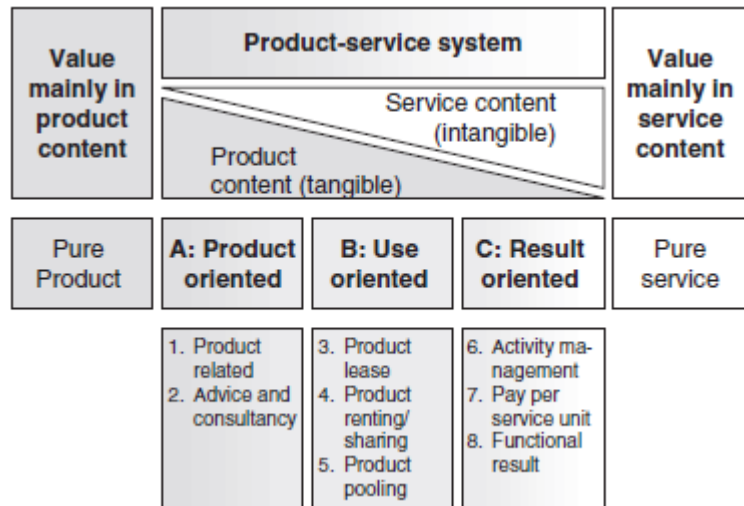 Value
mainly in
product
content
Product-service system
Service content
(intangible)
Product
content (tangible)
Value
mainly in
service
content
Pure
Product
A: Product
oriented
B: Use
oriented
C: Result
oriented
Pure
service
1. Product
related
2. Advice and
consultancy
3. Product
lease
4. Product
renting/
sharing
5. Product
pooling
6. Activity ma-
nagement
7. Pay per
service unit
8. Functional
result